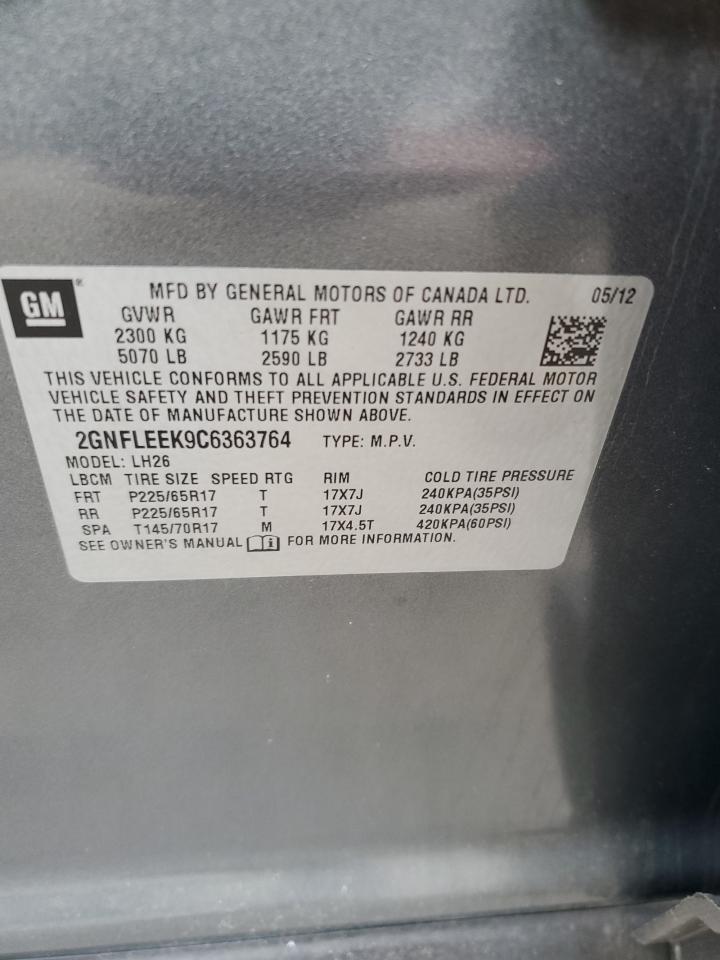 GM ® MFD BY GENERAL MOTORS OF CANADA LTD. 05/12
GVWR GAWR FRT GAWR RR
2300 KG 1175 KG 1240 KG
5070 LB 2590 LB 2733 LB
THIS VEHICLE CONFORMS TO ALL APPLICABLE U.S. FEDERAL MOTOR
VEHICLE SAFETY AND THEFT PREVENTION STANDARDS IN EFFECT ON
THE DATE OF MANUFACTURE SHOWN ABOVE.
2GNFLEEK9C6363764 TYPE: M.P.V.
MODEL: LH26
LBCM TIRE SIZE SPEED RTG RIM COLD TIRE PRESSURE
FRT P225/65R17 T 17X7J 240KPA(35PSI)
RR P225/65R17 T 17X7J 240KPA(35PSI)
SPA T145/70R17 M 17X4.5T 420KPA(60PSI)
SEE OWNER'S MANUAL i FOR MORE INFORMATION.